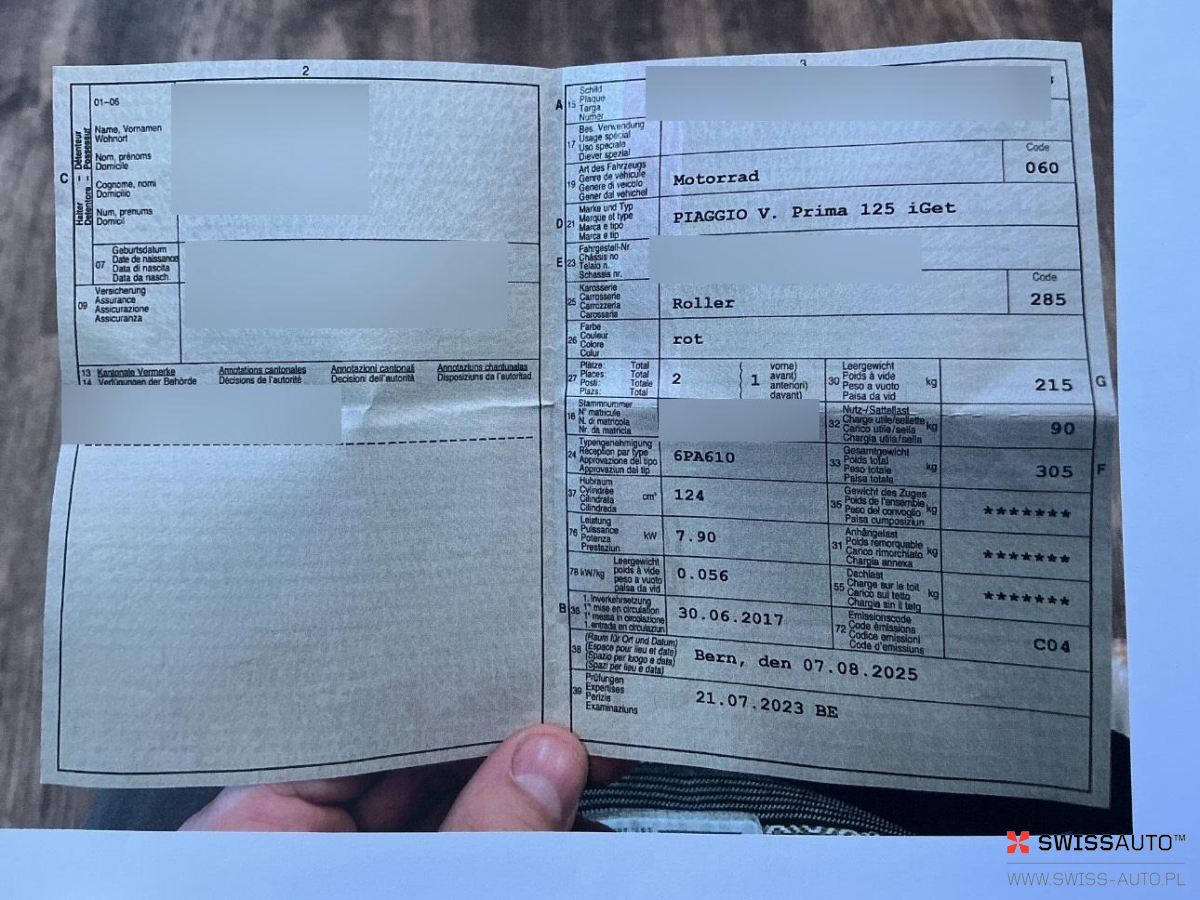 2
01-06
C
Halter - Détenteur
Detentore - Possessur
Name, Vornamen
Wohnort
Nom, prénoms
Domicile
Cognome, nomi
Domicilio
Num, prenums
Domicil
07
Geburtsdatum
Date de naissance
Data di nascita
Data da nasch.
09
Versicherung
Assurance
Assicurazione
Assicuranza
13 Kantonale Vermerke Annotations cantonales Annotazioni cantonali Annotaziuns chantunalas
14 Verfügungen der Behörde Décisions de l'autorité Decisioni dell'autorità Disposiziuns da l'autoritad
3
A 15
Schild
Plaque
Targa
Numer
17
Bes. Verwendung
Usage spécial
Uso speciale
Diever spezial
19
Art des Fahrzeugs
Genre de véhicule
Genere di veicolo
Gener dal vehichel
Motorrad
Code
060
D 21
Marke und Typ
Marque et type
Marca e tipo
Marca e tip
PIAGGIO V. Prima 125 iGet
E 23
Fahrgestell-Nr.
Châssis no
Telaio n.
Schassis nr.
25
Karosserie
Carrosserie
Carrozzeria
Carossaria
Roller
Code
285
26
Farbe
Couleur
Colore
Colur
rot
27
Plätze: Total
Places: Total
Posti: Totale
Plazs: Total
2
1
vorne)
avant)
anteriori)
davant)
30
Leergewicht
Poids à vide
Peso a vuoto
Paisa da vid
kg
215
G
18
Stammnummer
N° matricule
N. di matricola
Nr. da matricla
32
Nutz-/Sattellast
Charge utile/sellette
Carico utile/sella
Chargia utila/sella
kg
90
24
Typengenehmigung
Réception par type
Approvazione del tipo
Approvaziun dal tip
6PA610
33
Gesamtgewicht
Poids total
Peso totale
Paisa totala
kg
305
F
37
Hubraum
Cylindrée
Cilindrata
Cilindrada
cm³
124
35
Gewicht des Zuges
Poids de l'ensemble
Peso del convoglio
Paisa cumposiziun
kg
*******
76
Leistung
Puissance
Potenza
Prestaziun
kW
7.90
31
Anhängelast
Poids remorquable
Carico rimorchiato
Chargia annexa
kg
*******
78 kW/kg
Leergewicht
poids à vide
peso a vuoto
paisa da vid
0.056
55
Dachlast
Charge sur le toit
Carico sul tetto
Chargia sin il tetg
kg
*******
B 36
1. Inverkehrsetzung
1re mise en circulation
1. messa in circolazione
1. entrada en circulaziun
30.06.2017
72
Emissionscode
Code émissions
Codice emissioni
Code d'emissiuns
C04
38
(Raum für Ort und Datum)
(Espace pour lieu et date)
(Spazio per luogo e data)
(Spazi per lieu e data)
Bern, den 07.08.2025
39
Prüfungen
Expertises
Perizie
Examinaziuns
21.07.2023 BE
SWISSAUTO™
WWW.SWISS-AUTO.PL